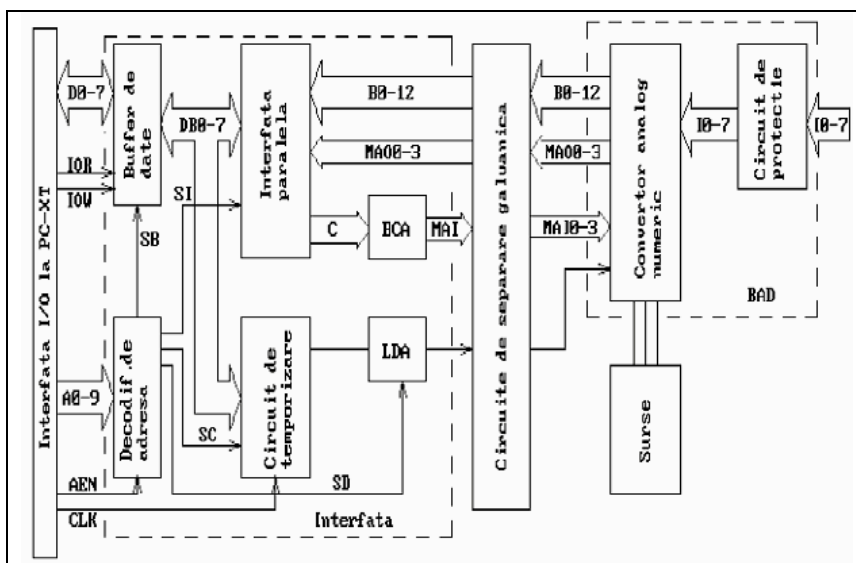 Interfata I/O la PC-XT
D0-7
IOR
IOW
A0-9
AEN
CLK
Buffer de
date
SB
Decodif.de
adresa
DB0-7
SI
SC
SD
Interfata
paralela
Circuit de
temporizare
Interfata
B0-12
MAO0-3
C
BCA
MAI
LDA
Circuite de separare galvanica
B0-12
MAO0-3
MAI0-3
Convertor analog
numeric
I0-7
Circuit de
protectie
I0-7
BAD
Surse